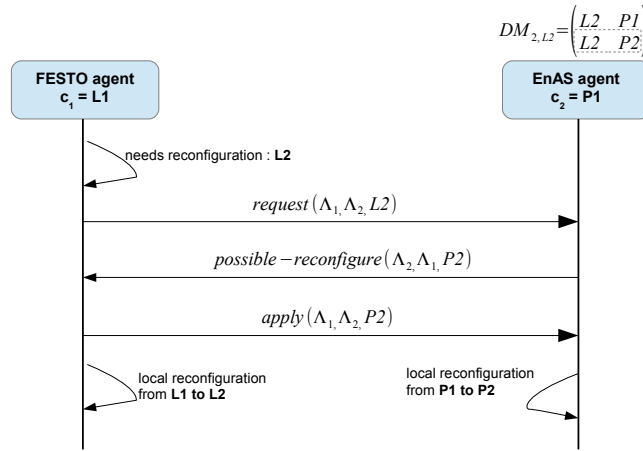 DM2,L2=(L2 P1
L2 P2)
FESTO agent
c1 = L1
EnAS agent
c2 = P1
needs reconfiguration : L2
request(Λ1,Λ2,L2)
possible−reconfigure(Λ2,Λ1,P2)
apply(Λ1,Λ2,P2)
local reconfiguration
from L1 to L2
local reconfiguration
from P1 to P2